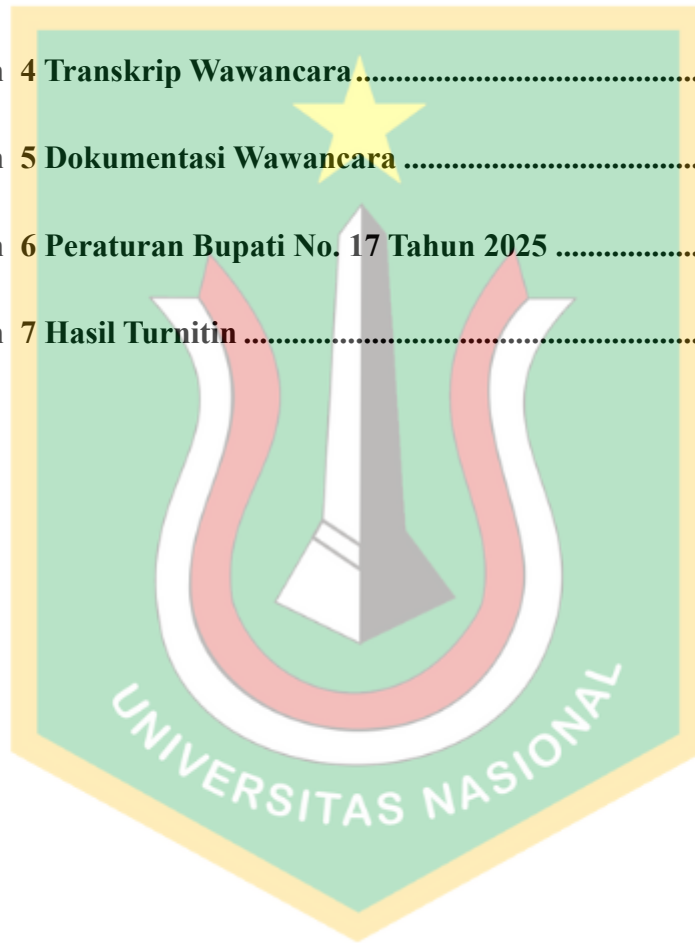 4 Transkrip Wawancara....................................................
5 Dokumentasi Wawancara ..............................................
6 Peraturan Bupati No. 17 Tahun 2025 ......................
7 Hasil Turnitin ....................................................................
UNIVERSITAS NASIONAL